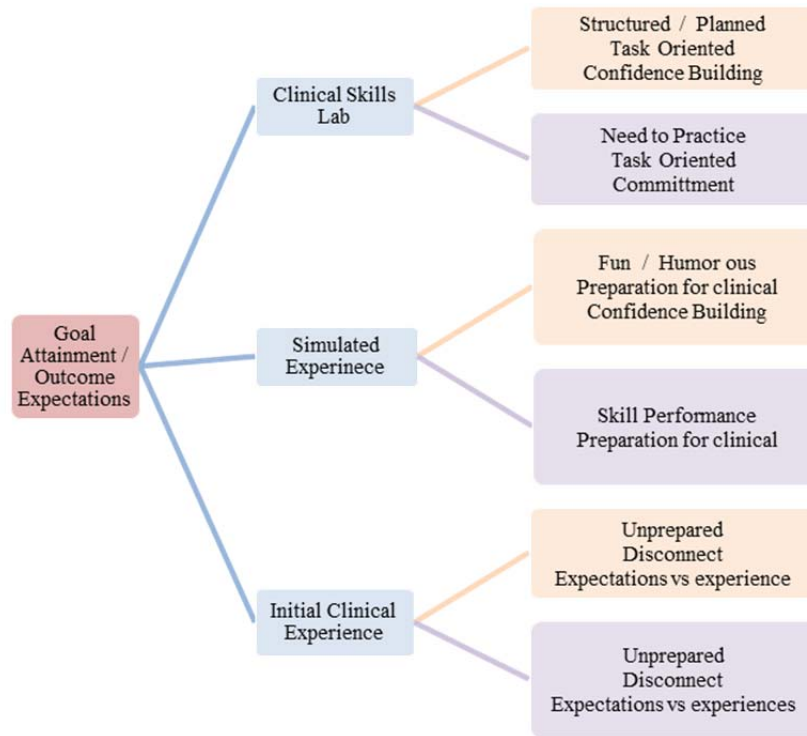 Structured / Planned
Task Oriented
Confidence Building
Clinical Skills
Lab
Need to Practice
Task Oriented
Committment
Fun / Humor ous
Preparation for clinical
Confidence Building
Goal
Attainment /
Outcome
Expectations
Simulated
Experinece
Skill Performance
Preparation for clinical
Unprepared
Disconnect
Expectations vs experience
Initial Clinical
Experience
Unprepared
Disconnect
Expectations vs experiences